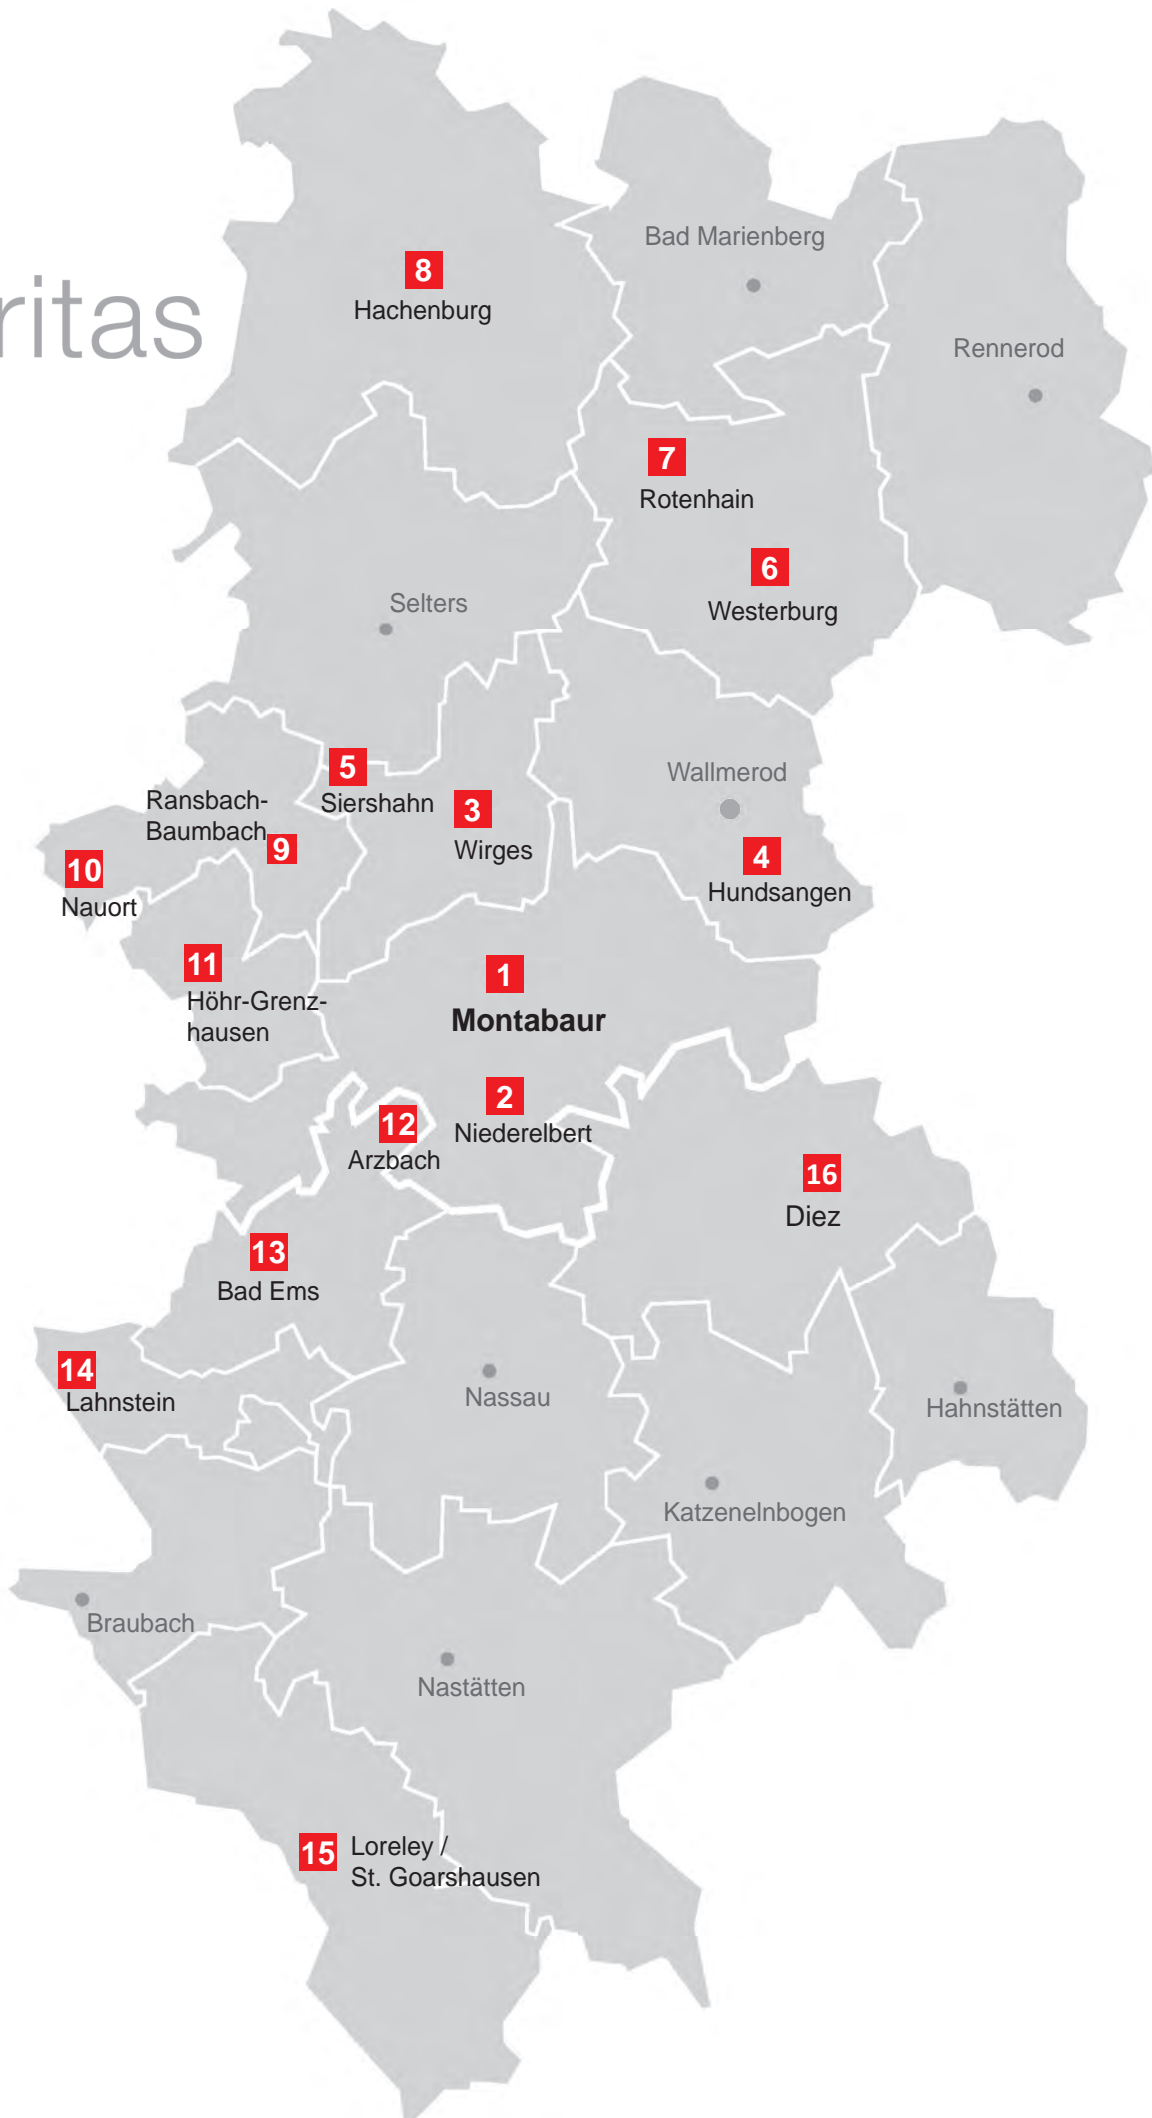 Bad Marienberg
8
Hachenburg
ritas
Rennerod
7
Rotenhain
6
Westerburg
Selters
5
Siershahn
Wallmerod
Ransbach-
Baumbach
9
3
Wirges
4
Hundsangen
10
Nauort
11
Höhr-Grenz-
hausen
1
Montabaur
2
Niederelbert
12
Arzbach
16
Diez
13
Bad Ems
14
Lahnstein
Nassau
Hahnstätten
Katzenelnbogen
Braubach
Nastätten
15
Loreley /
St. Goarshausen